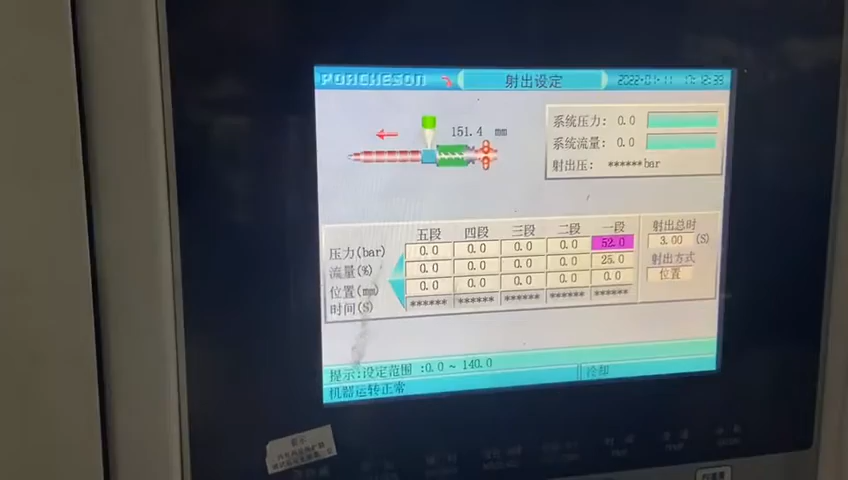 PORCHESON 射出设定
151.4 mm
系统压力: 0.0
系统流量: 0.0
射出压: ******bar
五段 四段 三段 二段 一段
压力(bar) 0.0 0.0 0.0 0.0 52.0
流量(%) 0.0 0.0 0.0 0.0 25.0
位置(mm) 0.0 0.0 0.0 0.0 0.0
时间(S) ****** ****** ****** ****** ******
射出总时
3.00 (S)
射出方式
位置
提示:设定范围 :0.0 ~ 140.0
机器运转正常 冷却